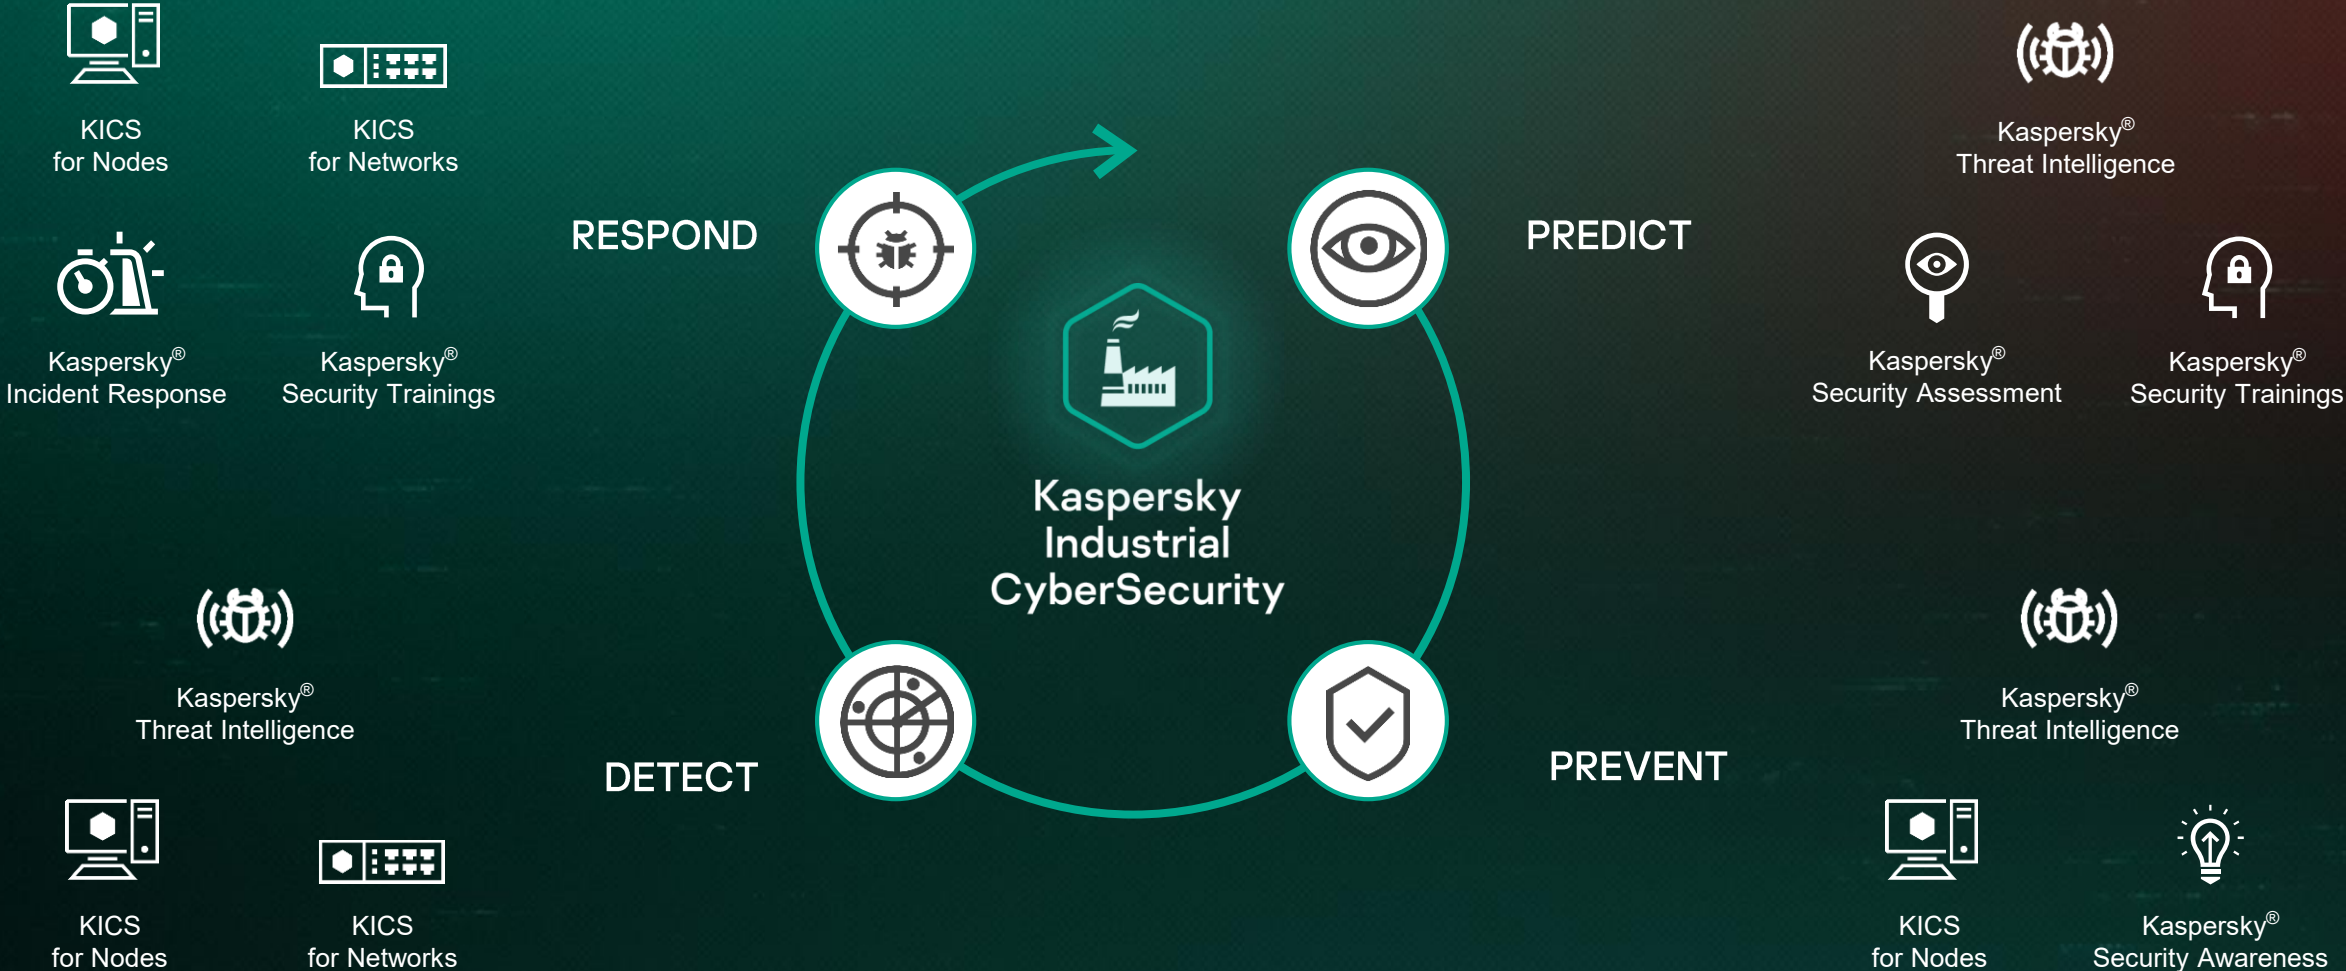 KICS
for Nodes
KICS
for Networks
Kaspersky®
Incident Response
Kaspersky®
Security Trainings
RESPOND
PREDICT
Kaspersky®
Threat Intelligence
Kaspersky®
Security Assessment
Kaspersky®
Security Trainings
Kaspersky
Industrial
CyberSecurity
Kaspersky®
Threat Intelligence
KICS
for Nodes
KICS
for Networks
DETECT
PREVENT
Kaspersky®
Threat Intelligence
KICS
for Nodes
Kaspersky®
Security Awareness